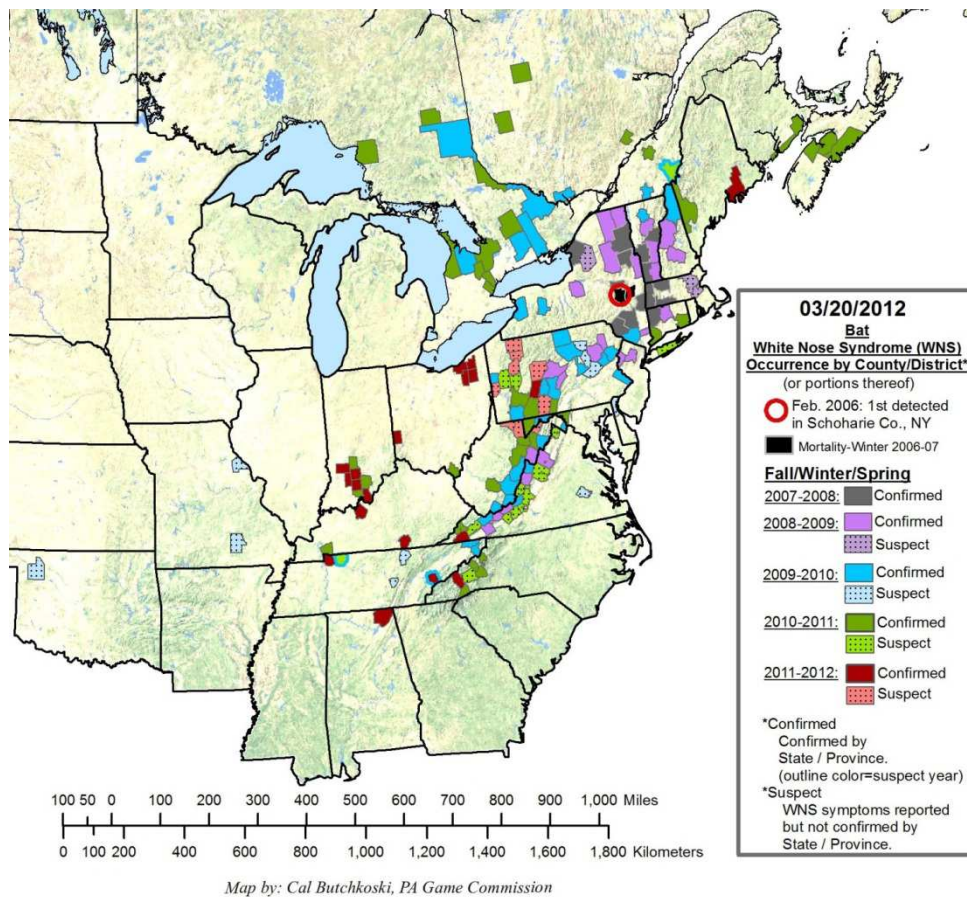 03/20/2012
Bat
White Nose Syndrome (WNS)
Occurrence by County/District*
(or portions thereof)
Feb. 2006: 1st detected
in Schoharie Co., NY
Mortality-Winter 2006-07
Fall/Winter/Spring
2007-2008: Confirmed
2008-2009: Confirmed
Suspect
2009-2010: Confirmed
Suspect
2010-2011: Confirmed
Suspect
2011-2012: Confirmed
Suspect
*Confirmed
Confirmed by
State / Province.
(outline color=suspect year)
*Suspect
WNS symptoms reported
but not confirmed by
State / Province.
100 50 0 100 200 300 400 500 600 700 800 900 1,000 Miles
0 100 200 400 600 800 1,000 1,200 1,400 1,600 1,800 Kilometers
Map by: Cal Butchkoski, PA Game Commission